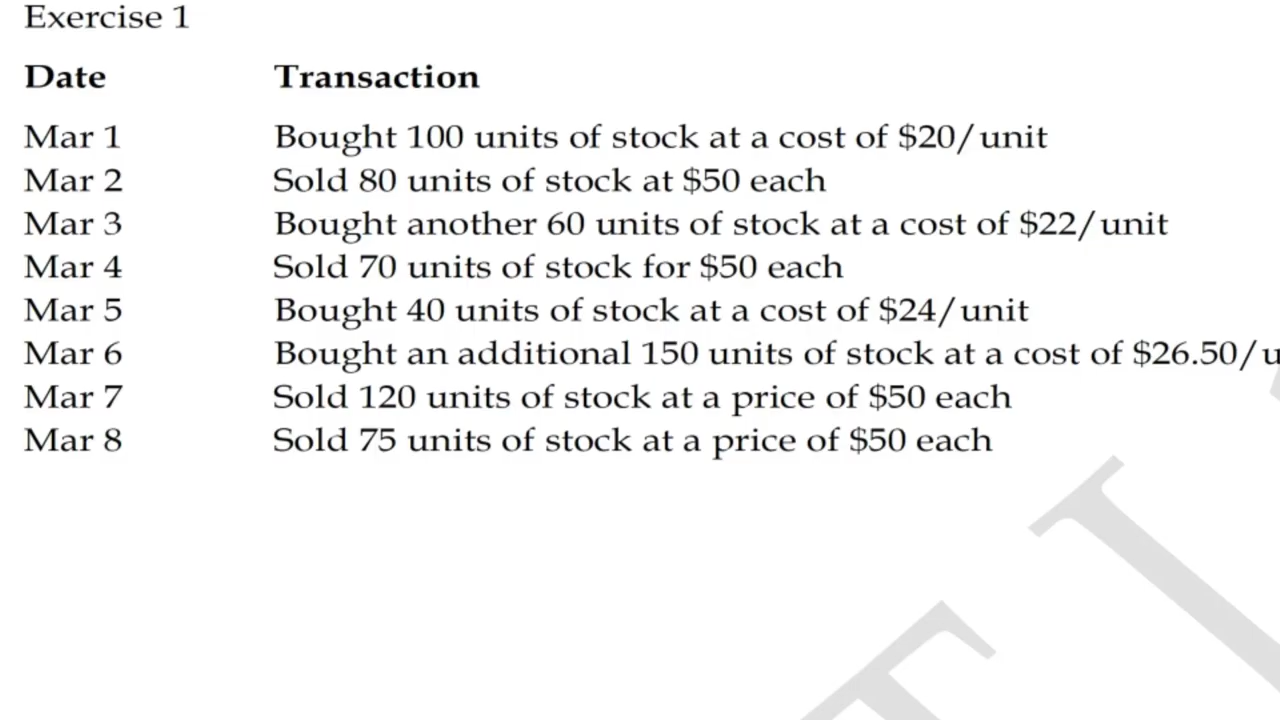 Exercise 1
Date Transaction
Mar 1 Bought 100 units of stock at a cost of $20/unit
Mar 2 Sold 80 units of stock at $50 each
Mar 3 Bought another 60 units of stock at a cost of $22/unit
Mar 4 Sold 70 units of stock for $50 each
Mar 5 Bought 40 units of stock at a cost of $24/unit
Mar 6 Bought an additional 150 units of stock at a cost of $26.50/u
Mar 7 Sold 120 units of stock at a price of $50 each
Mar 8 Sold 75 units of stock at a price of $50 each